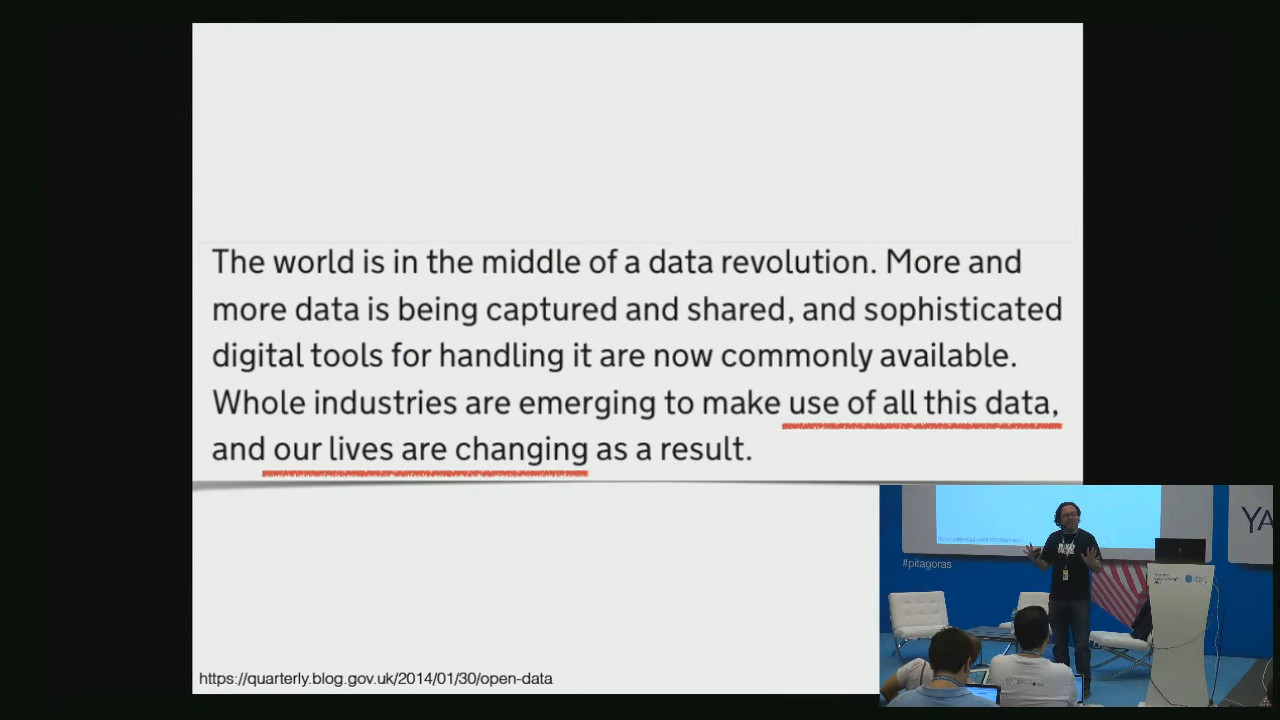 The world is in the middle of a data revolution. More and
more data is being captured and shared, and sophisticated
digital tools for handling it are now commonly available.
Whole industries are emerging to make use of all this data,
and our lives are changing as a result.
https://quarterly.blog.gov.uk/2014/01/30/open-data
YA
#pitagoras